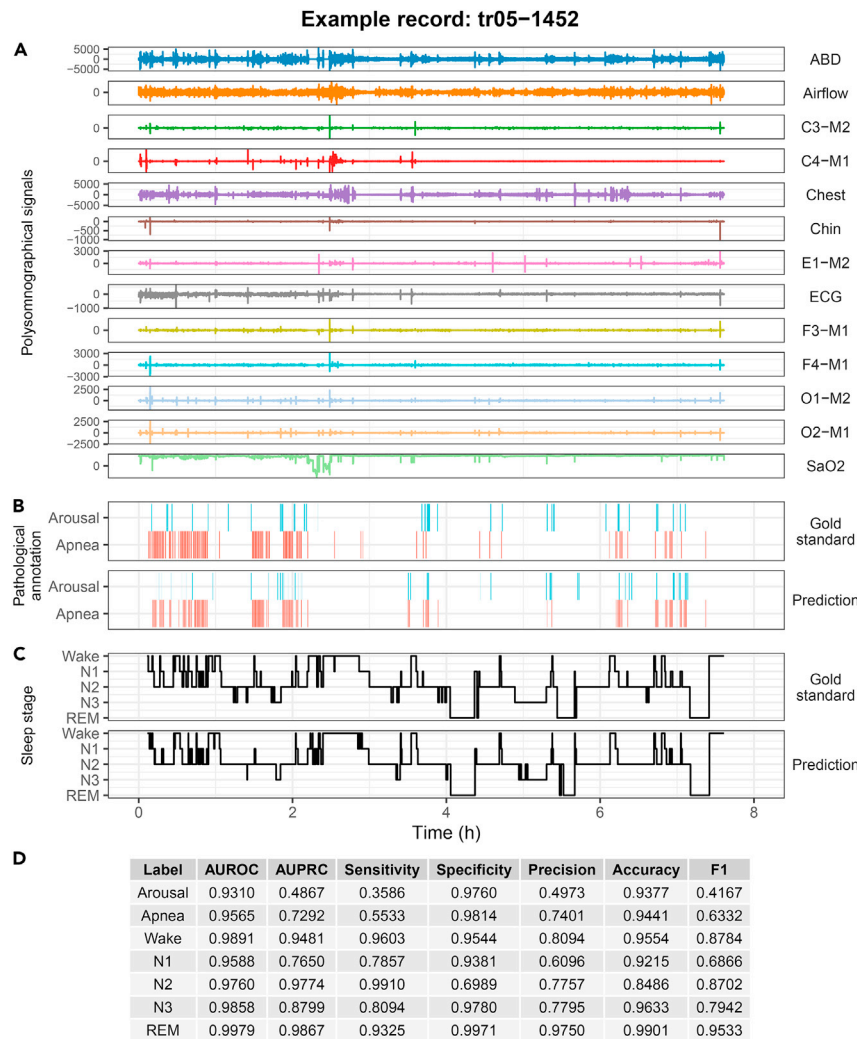 Example record: tr05−1452
A
5000
0
−5000
ABD
0
Airflow
0
C3−M2
0
C4−M1
5000
0
−5000
Chest
0
−500
−1000
Chin
3000
0
E1−M2
0
−1000
ECG
0
F3−M1
3000
0
−3000
F4−M1
2500
0
O1−M2
2500
0
−2500
O2−M1
0
SaO2
Polysomnographical signals
B
Pathological
annotation
Arousal
Apnea
Gold
standard
Arousal
Apnea
Prediction
C
Sleep stage
Wake
N1
N2
N3
REM
Gold
standard
Wake
N1
N2
N3
REM
Prediction
0 2 4 6 8
Time (h)
D
Label AUROC AUPRC Sensitivity Specificity Precision Accuracy F1
Arousal 0.9310 0.4867 0.3586 0.9760 0.4973 0.9377 0.4167
Apnea 0.9565 0.7292 0.5533 0.9814 0.7401 0.9441 0.6332
Wake 0.9891 0.9481 0.9603 0.9544 0.8094 0.9554 0.8784
N1 0.9588 0.7650 0.7857 0.9381 0.6096 0.9215 0.6866
N2 0.9760 0.9774 0.9910 0.6989 0.7757 0.8486 0.8702
N3 0.9858 0.8799 0.8094 0.9780 0.7795 0.9633 0.7942
REM 0.9979 0.9867 0.9325 0.9971 0.9750 0.9901 0.9533